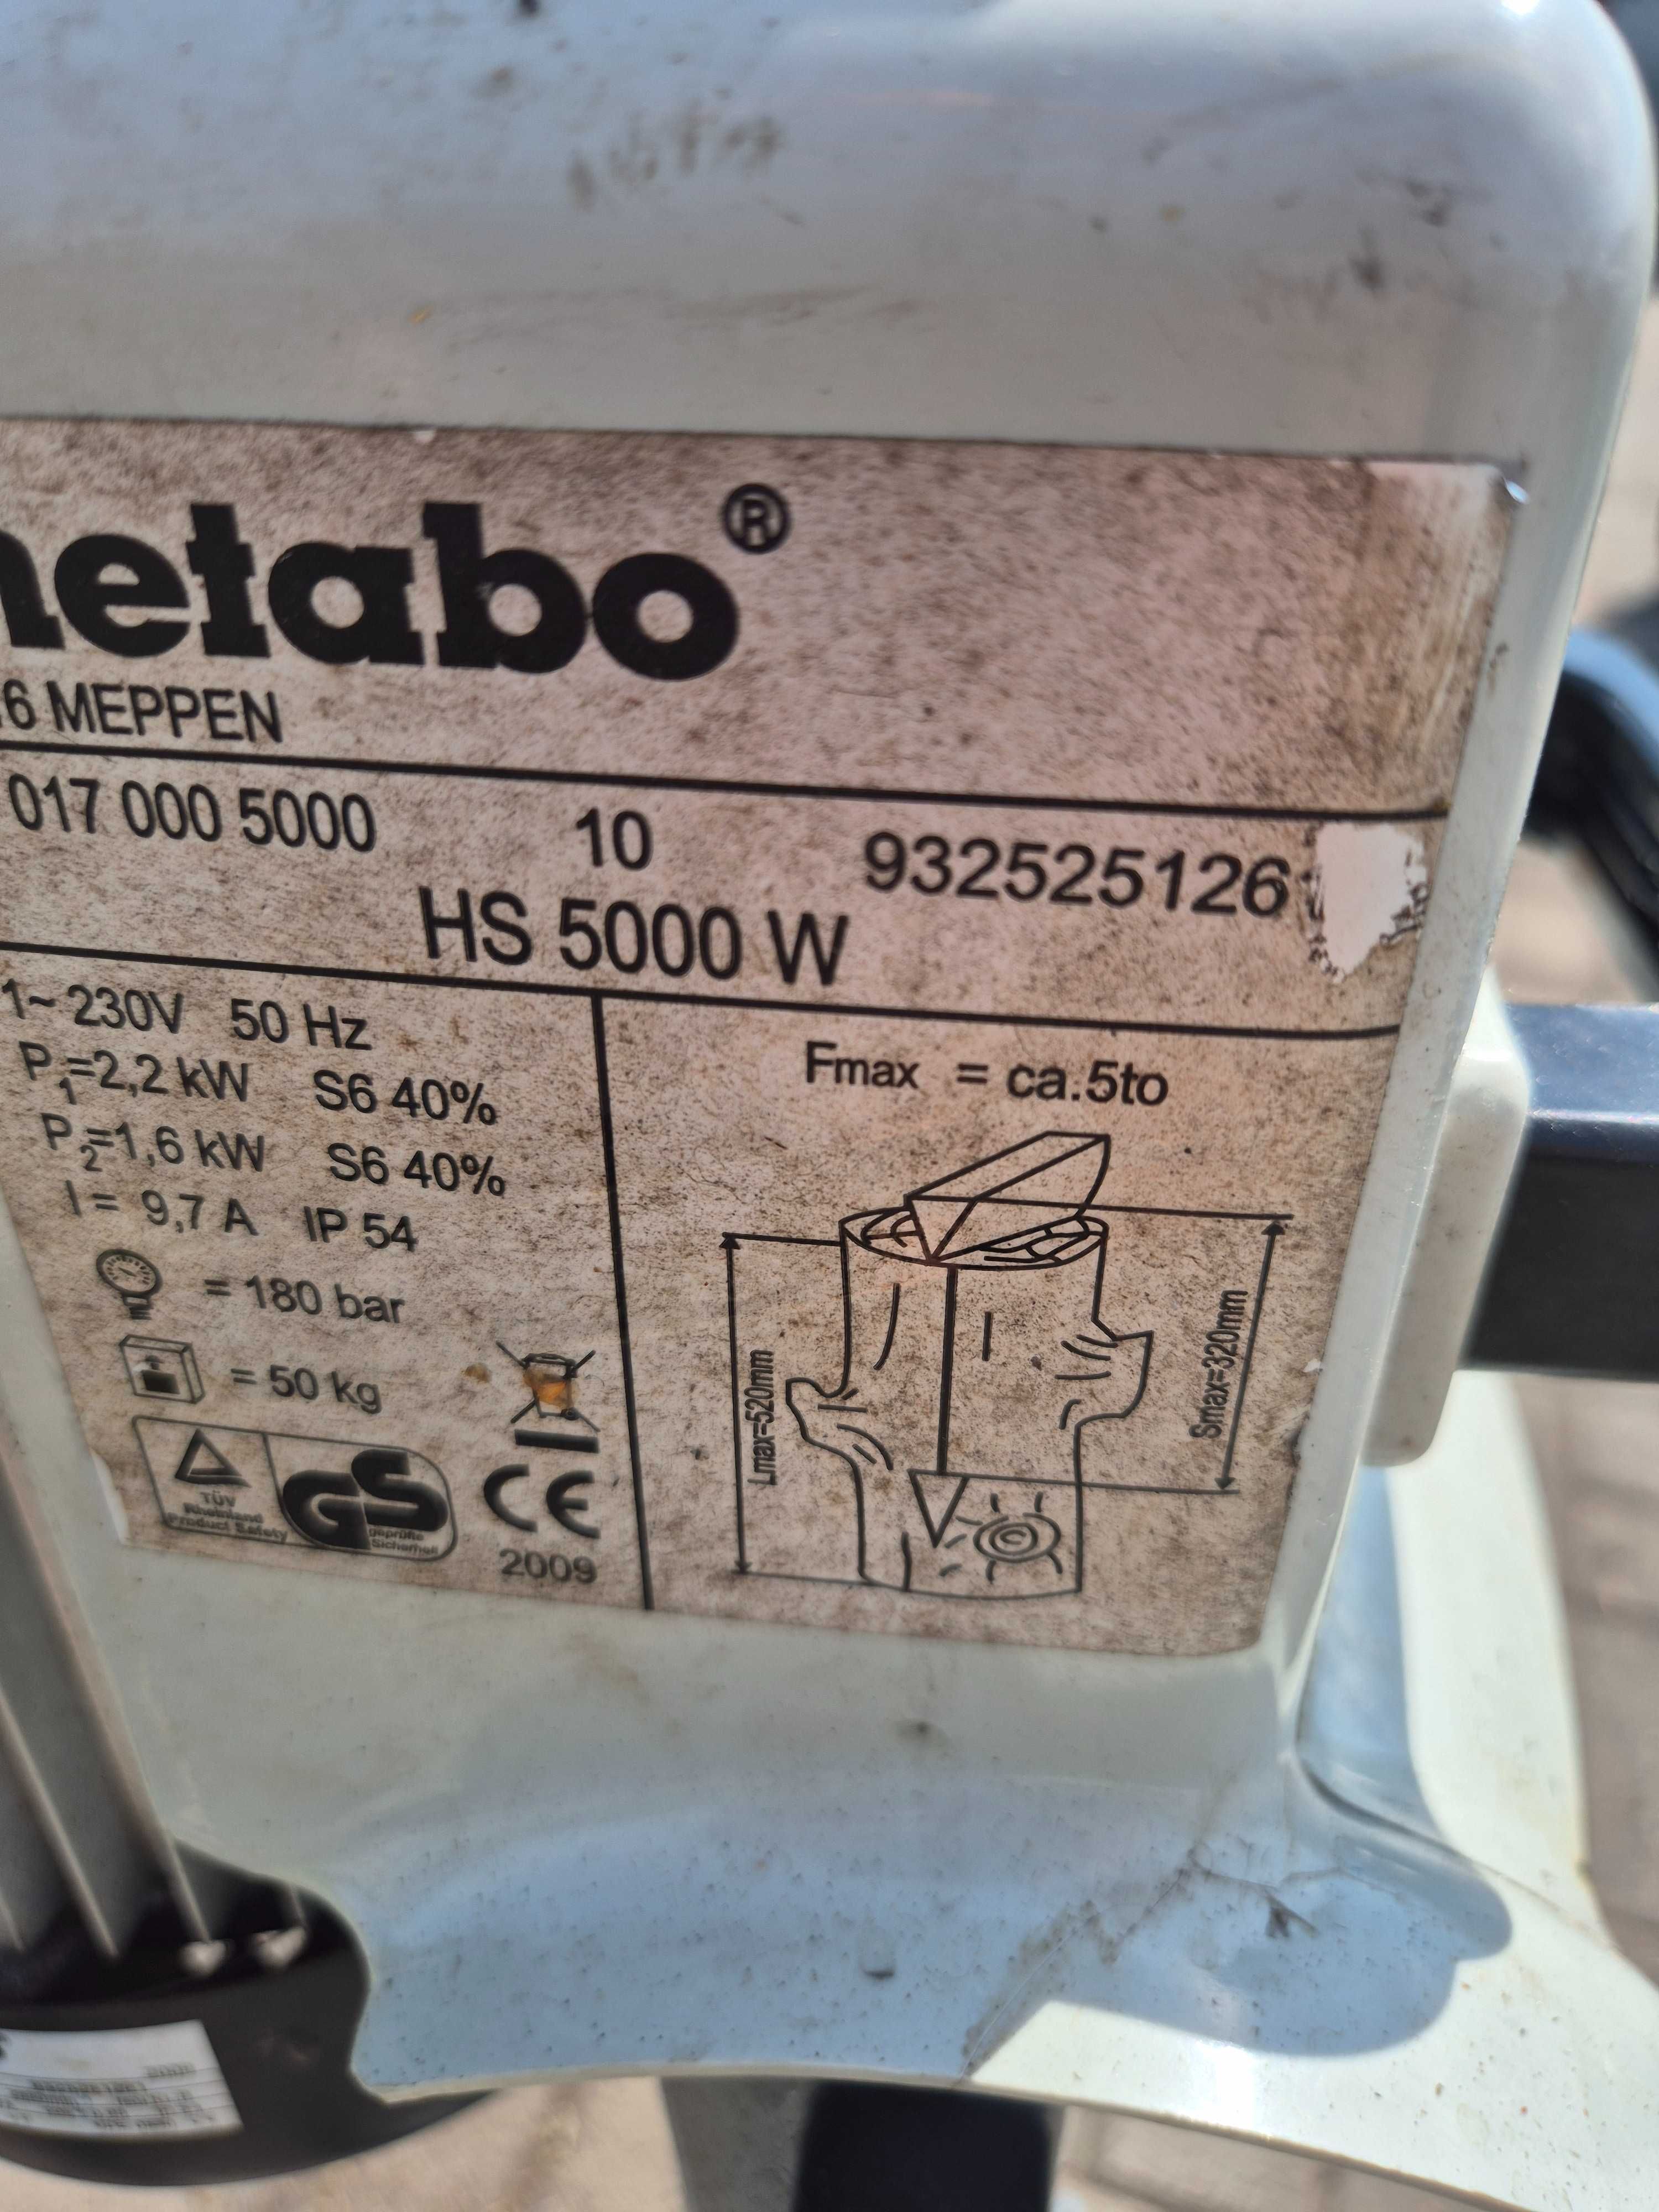 metabo®
6 MEPPEN
017 000 5000 10 932525126
HS 5000 W
1~ 230V 50 Hz
P1=2,2 kW S6 40%
P2=1,6 kW S6 40%
I = 9,7 A IP 54
= 180 bar
= 50 kg
TÜV
Rheinland
Product Safety
GS
geprüfte
Sicherheit
CE
2009
Fmax = ca.5to
Lmax=520mm
Smax=320mm